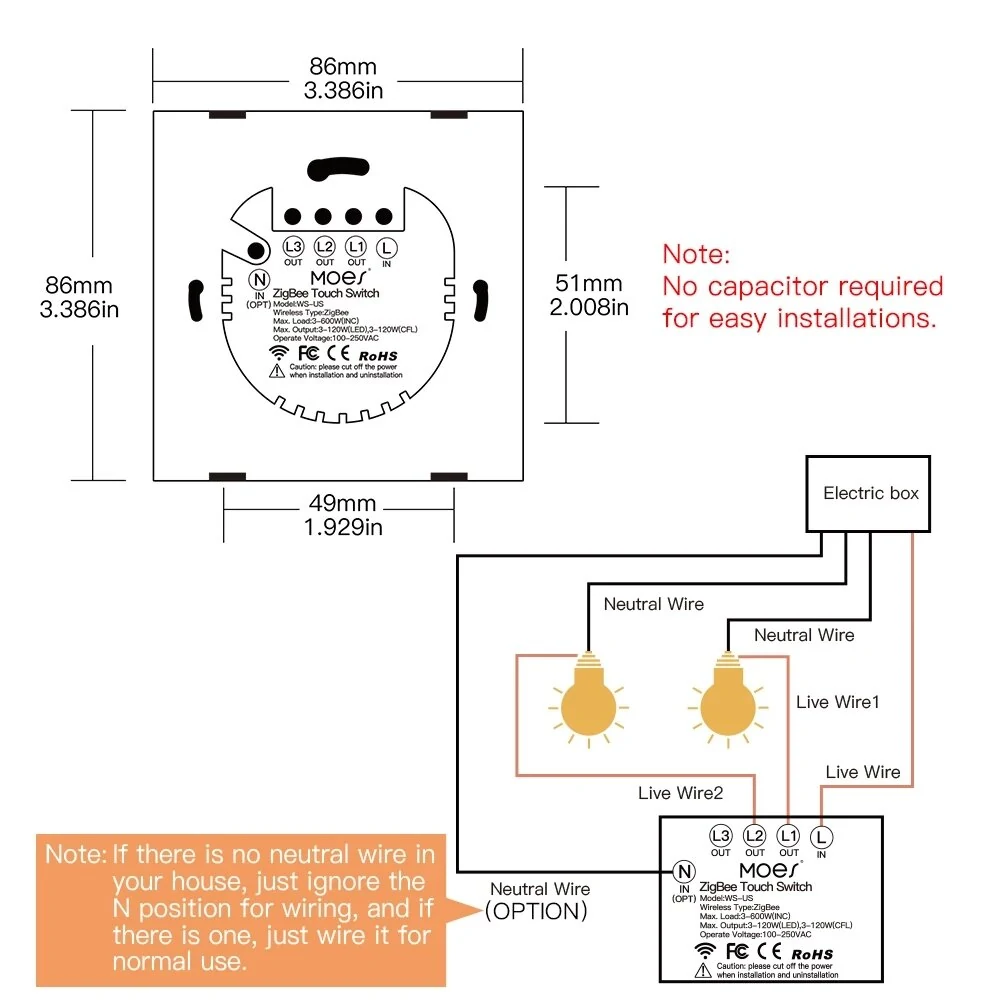 86mm
3.386in
86mm
3.386in
L3
OUT
L2
OUT
L1
OUT
L
IN
N
IN
(OPT)
MOES
ZigBee Touch Switch
Model:WS-US
Wireless Type:ZigBee
Max. Load:3-600W(INC)
Max. Output:3-120W(LED),3-120W(CFL)
Operate Voltage:100-250VAC
FC CE RoHS
Caution: please cut off the power
when installation and uninstallation
51mm
2.008in
49mm
1.929in
Note:
No capacitor required
for easy installations.
Electric box
Neutral Wire
Neutral Wire
Live Wire1
Live Wire
Live Wire2
Note: If there is no neutral wire in
your house, just ignore the
N position for wiring, and if
there is one, just wire it for
normal use.
Neutral Wire
(OPTION)
L3
OUT
L2
OUT
L1
OUT
L
IN
N
IN
(OPT)
MOES
ZigBee Touch Switch
Model:WS-US
Wireless Type:ZigBee
Max. Load:3-600W(INC)
Max. Output:3-120W(LED),3-120W(CFL)
Operate Voltage:100-250VAC
FC CE RoHS
Caution: please cut off the power
when installation and uninstallation